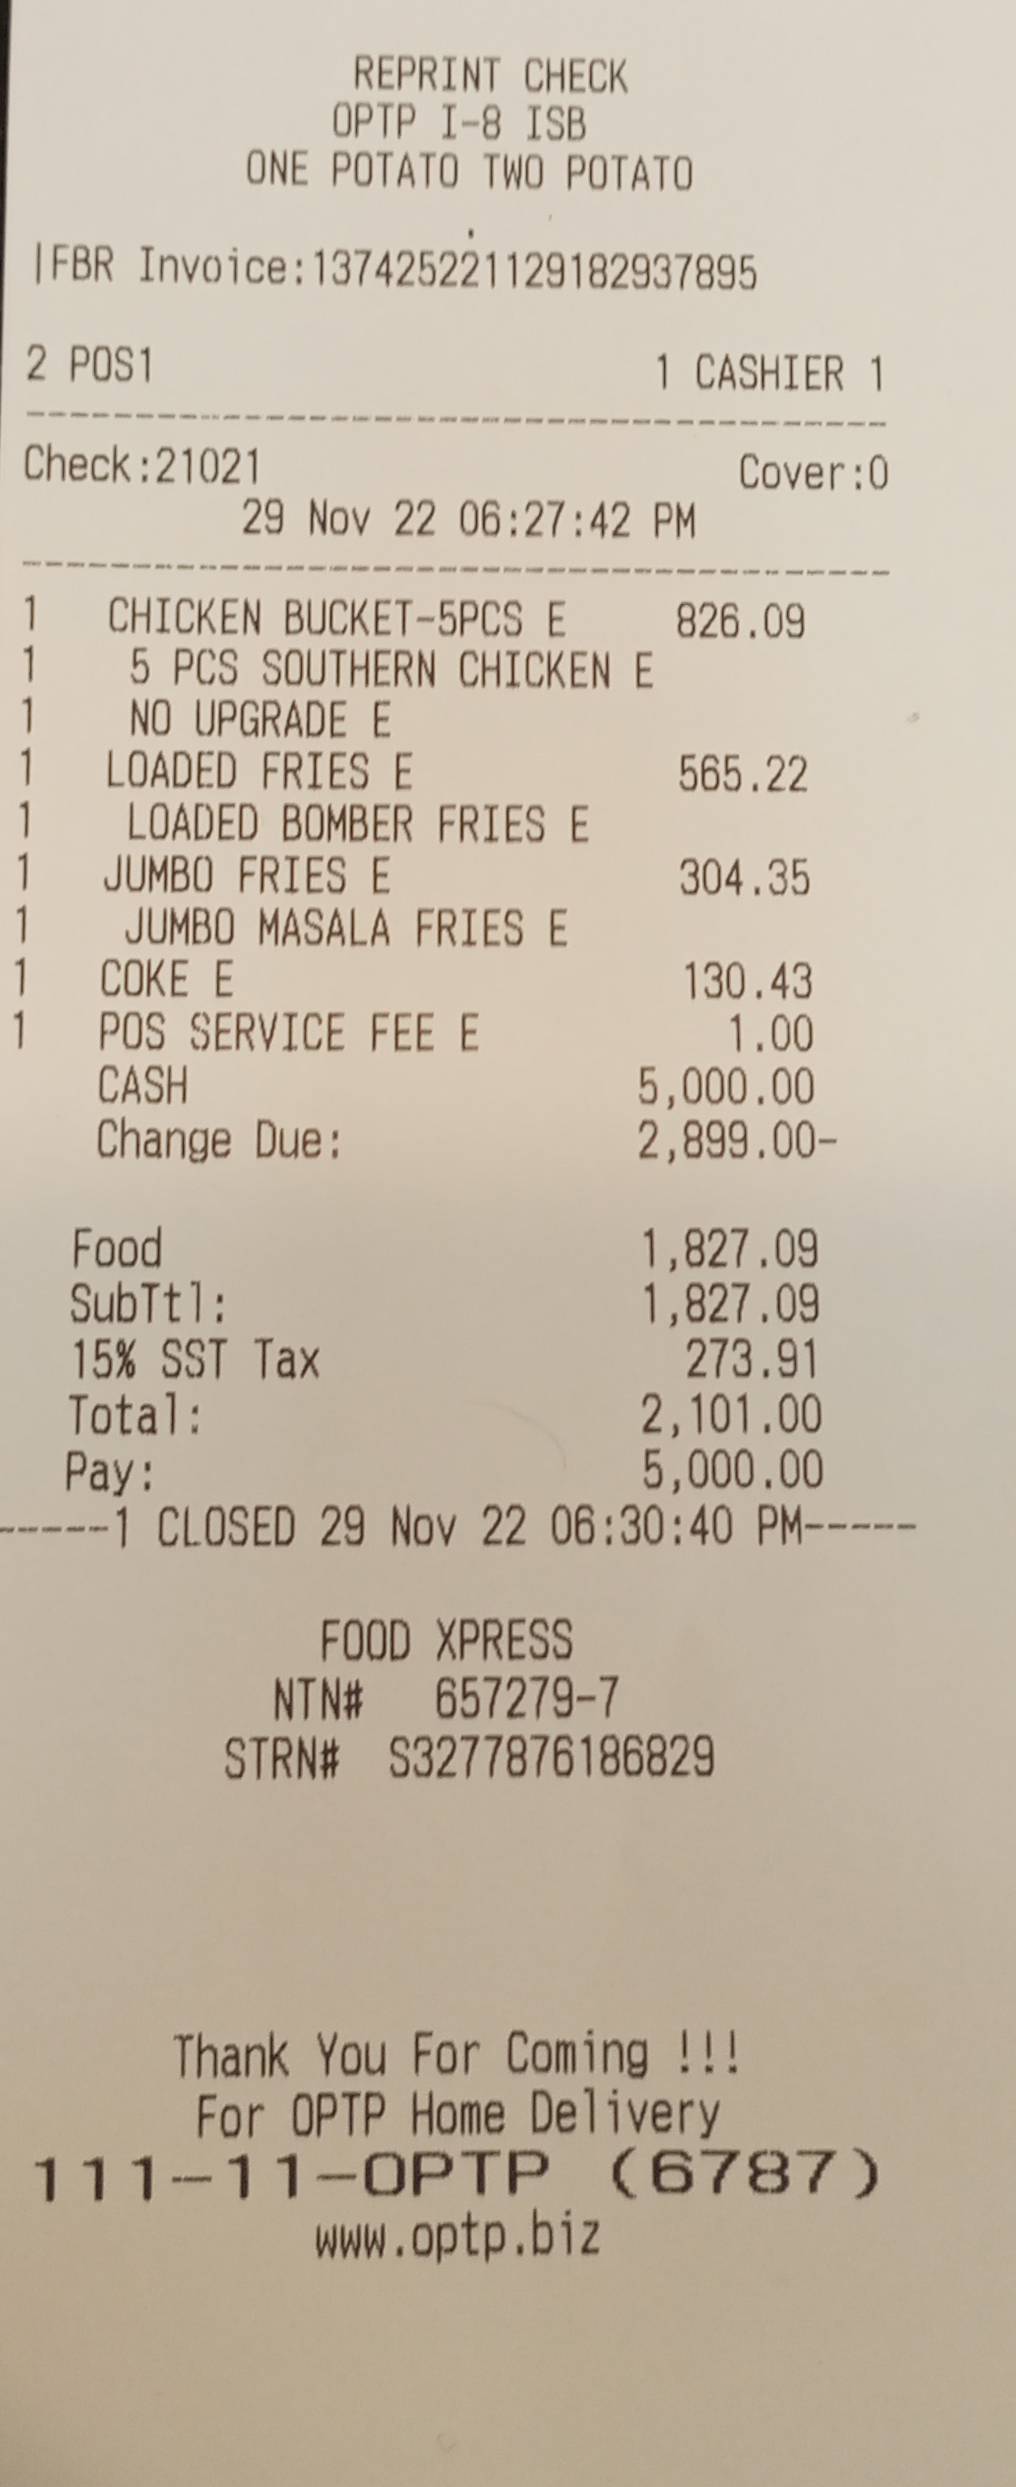 REPRINT CHECK
OPTP I-8 ISB
ONE POTATO TWO POTATO
|FBR Invoice:137425221129182937895
2 POS1 1 CASHIER 1
Check:21021 Cover:0
29 Nov 22 06:27:42 PM
1 CHICKEN BUCKET-5PCS E 826.09
1 5 PCS SOUTHERN CHICKEN E
1 NO UPGRADE E
1 LOADED FRIES E 565.22
1 LOADED BOMBER FRIES E
1 JUMBO FRIES E 304.35
1 JUMBO MASALA FRIES E
1 COKE E 130.43
1 POS SERVICE FEE E 1.00
CASH 5,000.00
Change Due: 2,899.00-
Food 1,827.09
SubTtl: 1,827.09
15% SST Tax 273.91
Total: 2,101.00
Pay: 5,000.00
-----1 CLOSED 29 Nov 22 06:30:40 PM-----
FOOD XPRESS
NTN# 657279-7
STRN# S3277876186829
Thank You For Coming !!!
For OPTP Home Delivery
111-11-OPTP (6787)
www.optp.biz